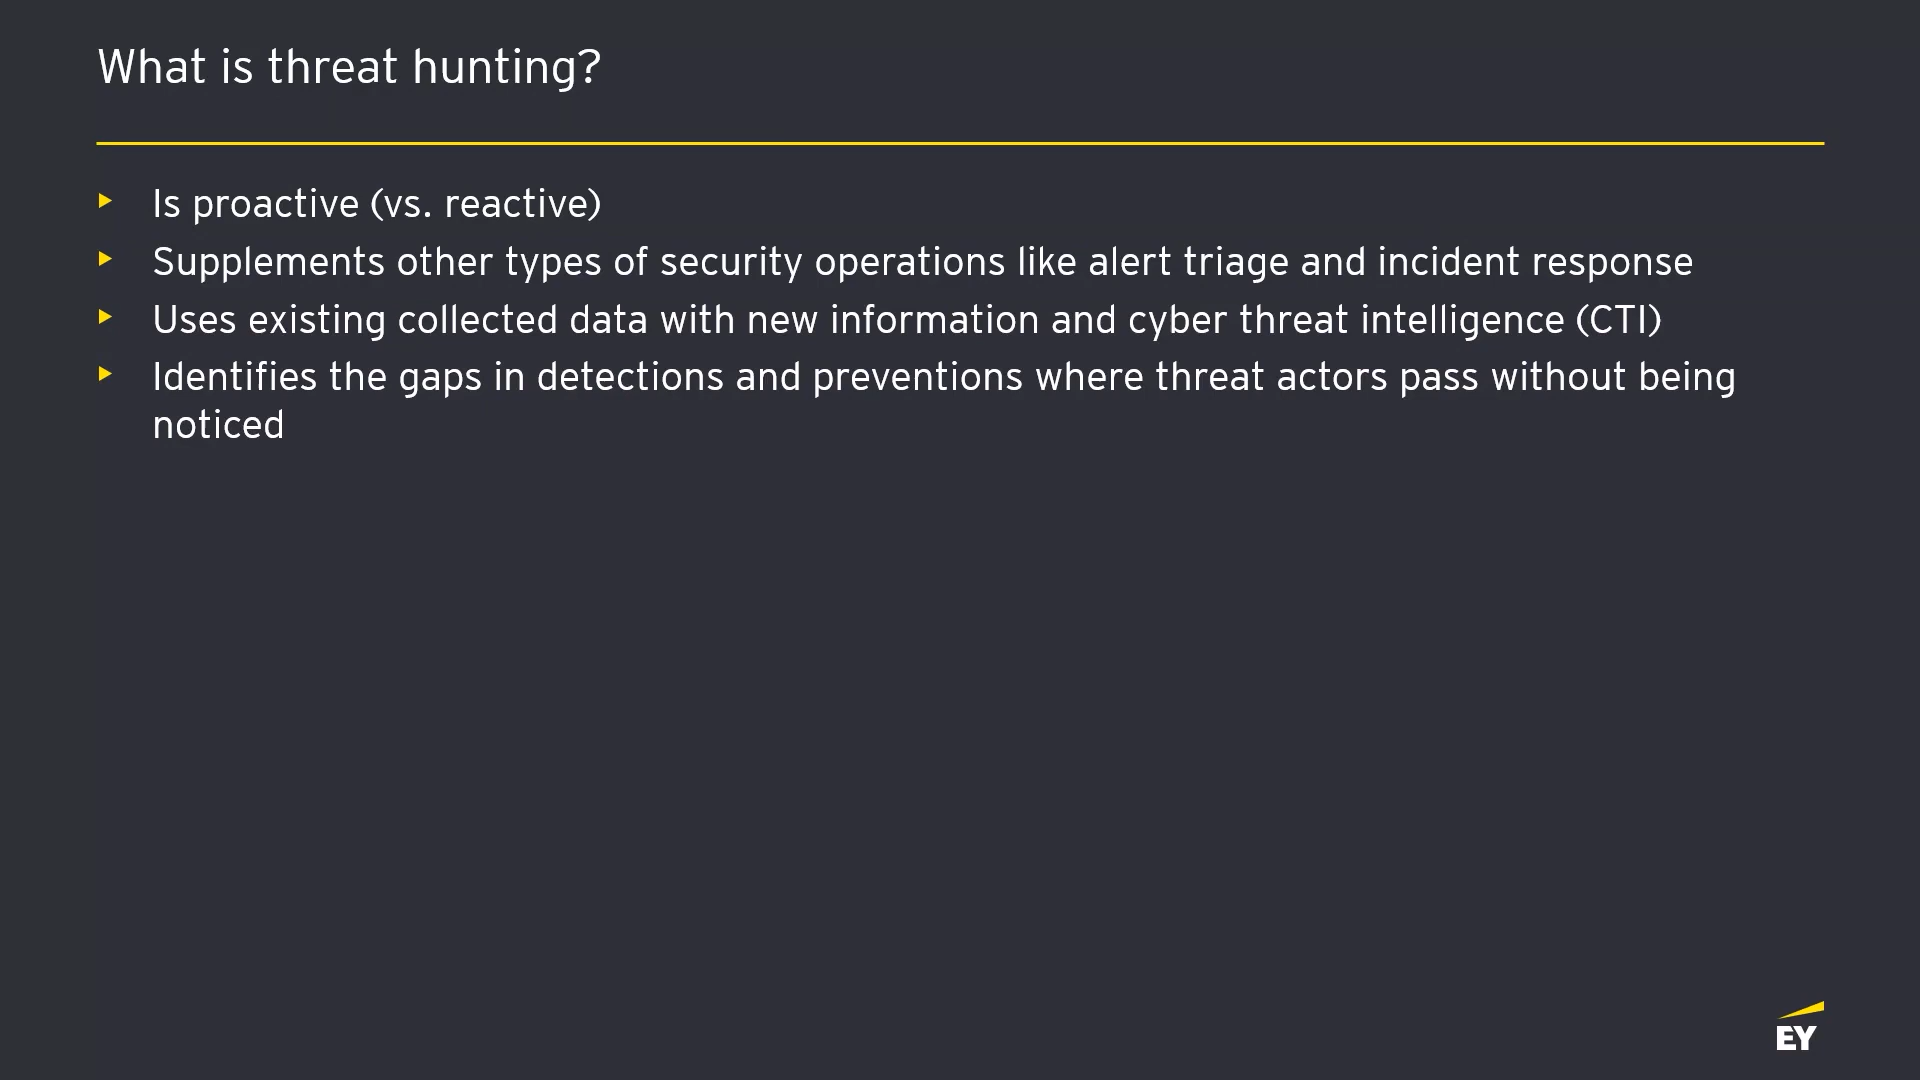 What is threat hunting?
Is proactive (vs. reactive)
Supplements other types of security operations like alert triage and incident response
Uses existing collected data with new information and cyber threat intelligence (CTI)
Identifies the gaps in detections and preventions where threat actors pass without being
noticed
EY